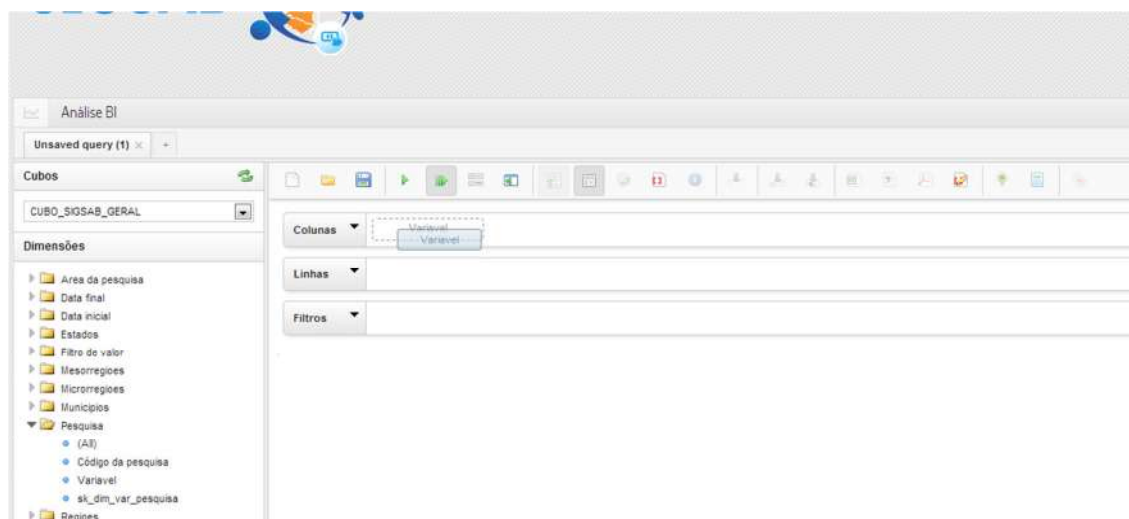 Análise BI
Unsaved query (1) × +
Cubos
CUBO_SIGSAB_GERAL
Dimensões
Area da pesquisa
Data final
Data inicial
Estados
Filtro de valor
Mesorregioes
Microrregioes
Municipios
Pesquisa
(All)
Código da pesquisa
Variavel
sk_dim_var_pesquisa
Regioes
Colunas
Variavel
Variavel
Linhas
Filtros